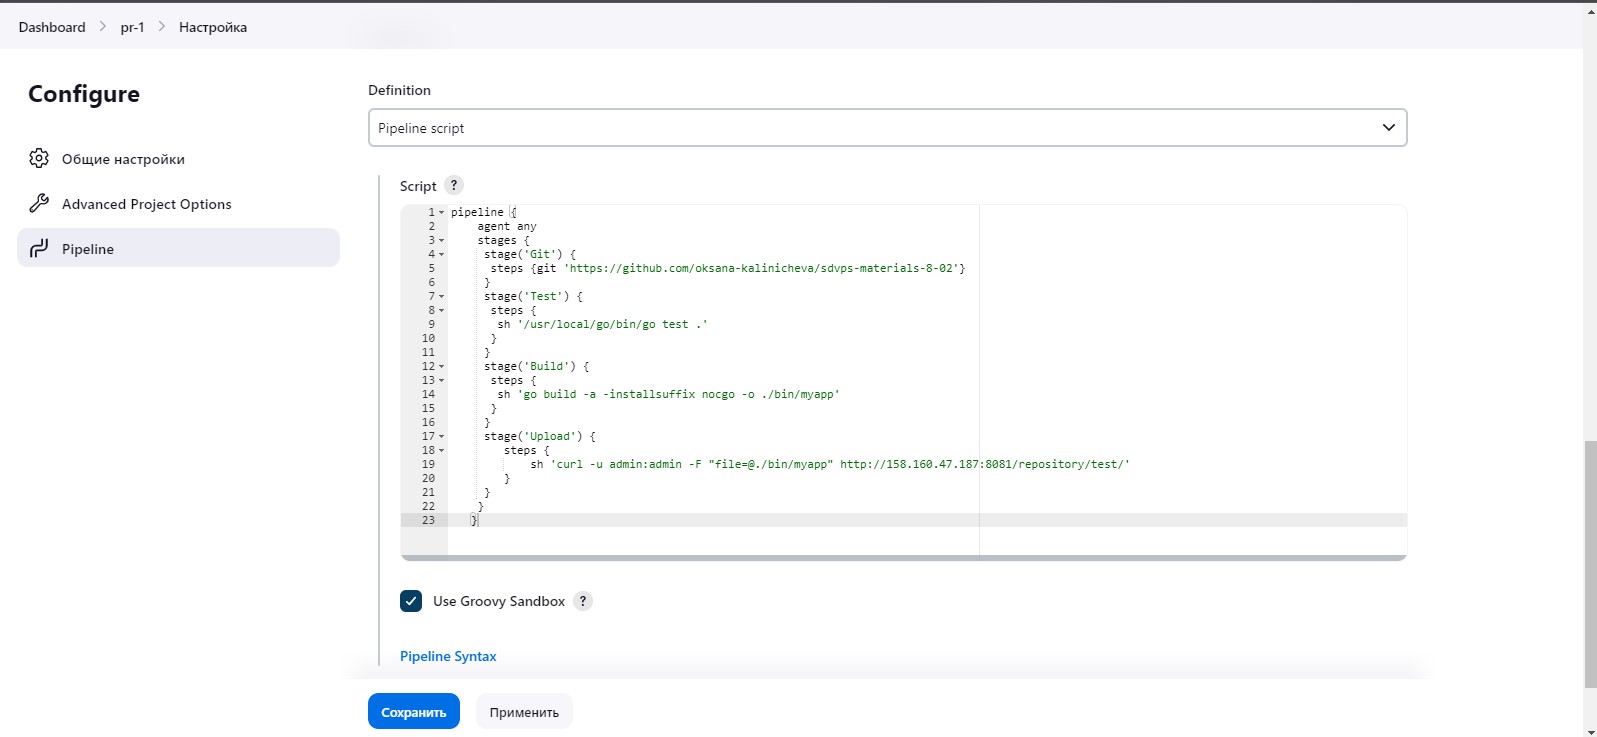 Dashboard > pr-1 > Настройка
Configure
Общие настройки
Advanced Project Options
Pipeline
Definition
Pipeline script
Script ?
1 pipeline {
2 agent any
3 stages {
4 stage('Git') {
5 steps {git 'https://github.com/oksana-kalinicheva/sdvps-materials-8-02'}
6 }
7 stage('Test') {
8 steps {
9 sh '/usr/local/go/bin/go test .'
10 }
11 }
12 stage('Build') {
13 steps {
14 sh 'go build -a -installsuffix nocgo -o ./bin/myapp'
15 }
16 }
17 stage('Upload') {
18 steps {
19 sh 'curl -u admin:admin -F "file=@./bin/myapp" http://158.160.47.187:8081/repository/test/'
20 }
21 }
22 }
23 }
Use Groovy Sandbox ?
Pipeline Syntax
Сохранить Применить